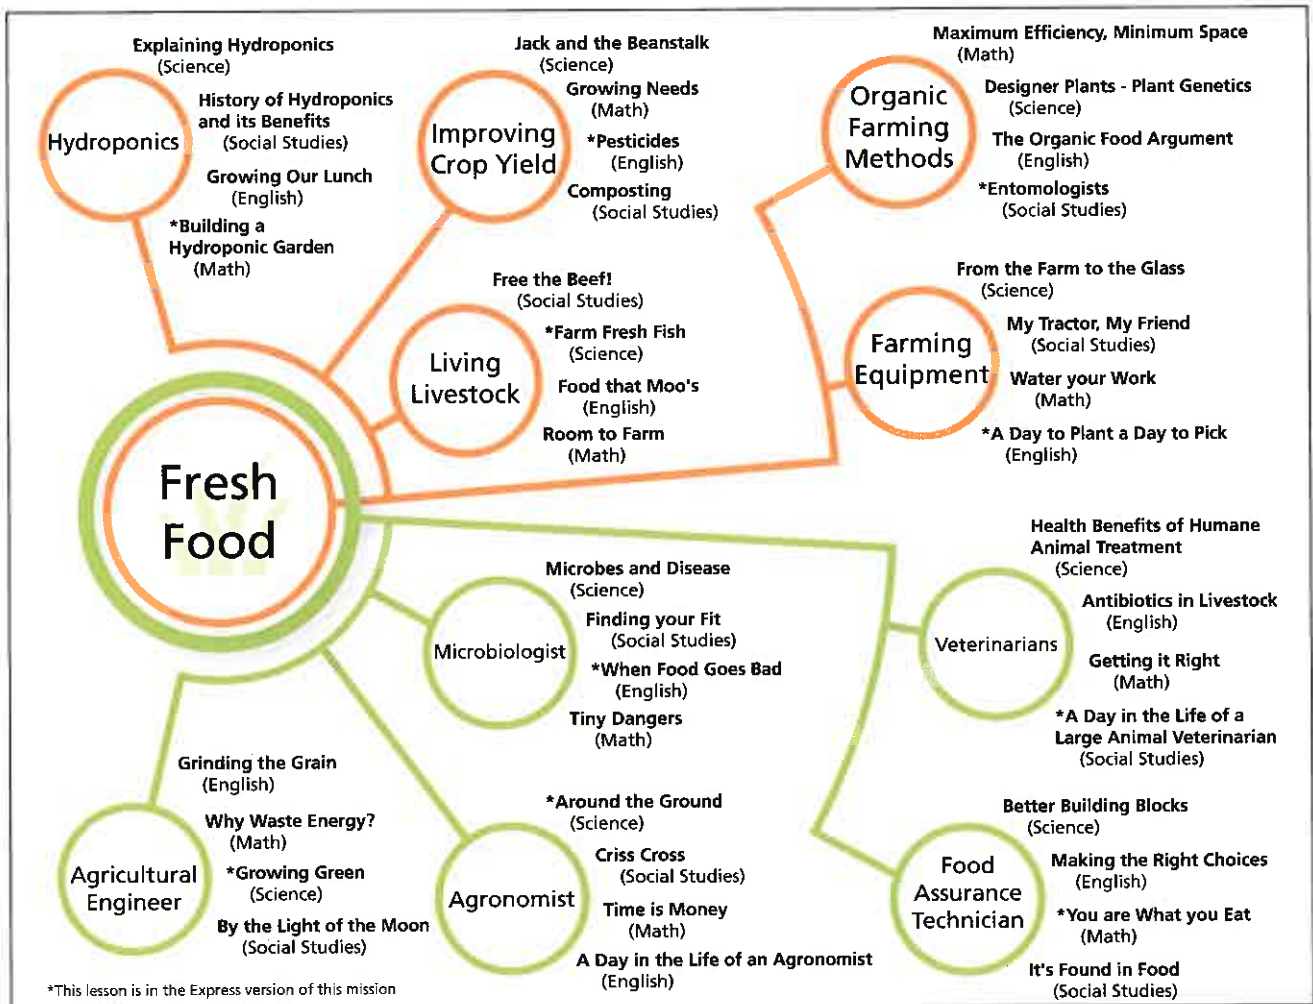 Explaining Hydroponics
(Science)
History of Hydroponics
and its Benefits
(Social Studies)
Hydroponics
Growing Our Lunch
(English)
*Building a
Hydroponic Garden
(Math)
Jack and the Beanstalk
(Science)
Growing Needs
(Math)
Improving
Crop Yield
*Pesticides
(English)
Composting
(Social Studies)
Maximum Efficiency, Minimum Space
(Math)
Organic
Farming
Methods
Designer Plants - Plant Genetics
(Science)
The Organic Food Argument
(English)
*Entomologists
(Social Studies)
Free the Beef!
(Social Studies)
*Farm Fresh Fish
(Science)
Living
Livestock
Food that Moo's
(English)
Room to Farm
(Math)
From the Farm to the Glass
(Science)
My Tractor, My Friend
(Social Studies)
Farming
Equipment
Water your Work
(Math)
*A Day to Plant a Day to Pick
(English)
Fresh
Food
Microbes and Disease
(Science)
Finding your Fit
(Social Studies)
Microbiologist
*When Food Goes Bad
(English)
Tiny Dangers
(Math)
Health Benefits of Humane
Animal Treatment
(Science)
Antibiotics in Livestock
(English)
Veterinarians
Getting it Right
(Math)
*A Day in the Life of a
Large Animal Veterinarian
(Social Studies)
Grinding the Grain
(English)
Why Waste Energy?
(Math)
Agricultural
Engineer
*Growing Green
(Science)
By the Light of the Moon
(Social Studies)
*Around the Ground
(Science)
Criss Cross
(Social Studies)
Agronomist
Time is Money
(Math)
A Day in the Life of an Agronomist
(English)
Better Building Blocks
(Science)
Food
Assurance
Technician
Making the Right Choices
(English)
*You are What you Eat
(Math)
It's Found in Food
(Social Studies)
*This lesson is in the Express version of this mission